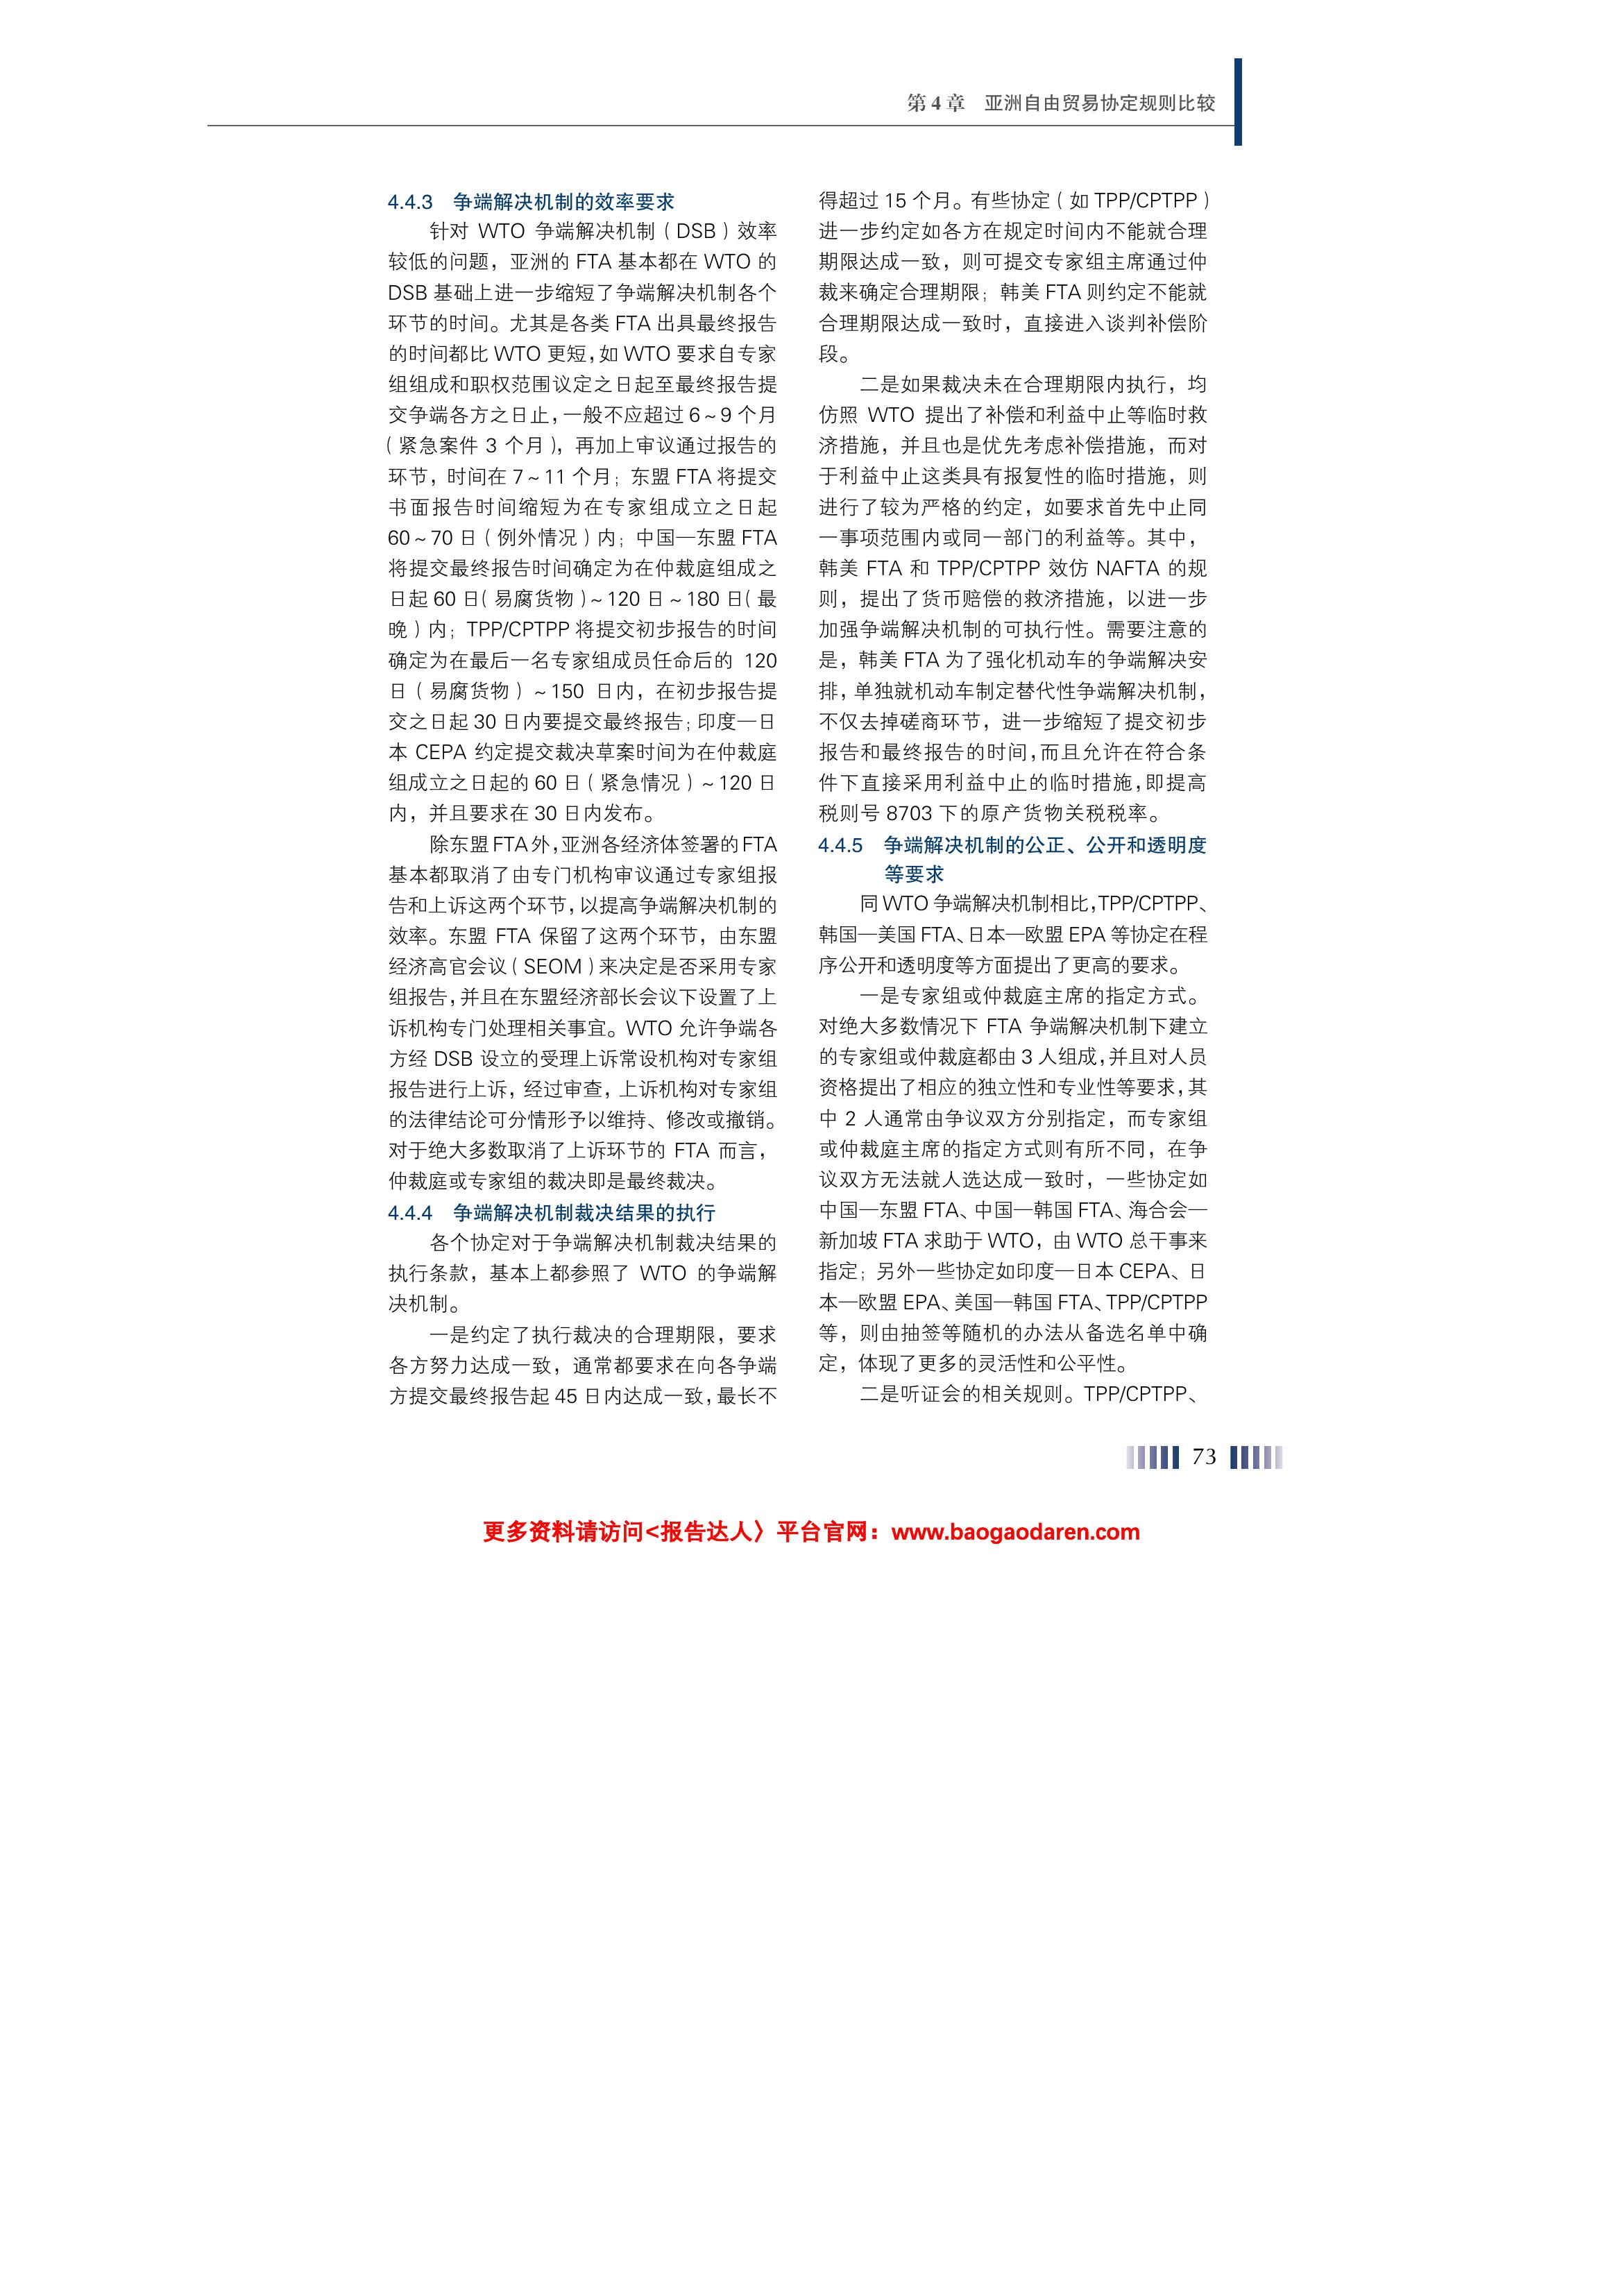 第 4 章　亚洲自由贸易协定规则比较
4.4.3　争端解决机制的效率要求
针对 WTO 争端解决机制（DSB）效率
较低的问题，亚洲的 FTA 基本都在 WTO 的
DSB 基础上进一步缩短了争端解决机制各个
环节的时间。尤其是各类 FTA 出具最终报告
的时间都比 WTO 更短，如 WTO 要求自专家
组组成和职权范围议定之日起至最终报告提
交争端各方之日止，一般不应超过 6～9 个月
（紧急案件 3 个月），再加上审议通过报告的
环节，时间在 7～11 个月；东盟 FTA 将提交
书面报告时间缩短为在专家组成立之日起
60～70 日（例外情况）内；中国—东盟 FTA
将提交最终报告时间确定为在仲裁庭组成之
日起 60 日（易腐货物）～120 日～180 日（最
晚）内；TPP/CPTPP 将提交初步报告的时间
确定为在最后一名专家组成员任命后的 120
日（易腐货物）～150 日内，在初步报告提
交之日起 30 日内要提交最终报告；印度—日
本 CEPA 约定提交裁决草案时间为在仲裁庭
组成立之日起的 60 日（紧急情况）～120 日
内，并且要求在 30 日内发布。
除东盟 FTA 外，亚洲各经济体签署的 FTA
基本都取消了由专门机构审议通过专家组报
告和上诉这两个环节，以提高争端解决机制的
效率。东盟 FTA 保留了这两个环节，由东盟
经济高官会议（SEOM）来决定是否采用专家
组报告，并且在东盟经济部长会议下设置了上
诉机构专门处理相关事宜。WTO 允许争端各
方经 DSB 设立的受理上诉常设机构对专家组
报告进行上诉，经过审查，上诉机构对专家组
的法律结论可分情形予以维持、修改或撤销。
对于绝大多数取消了上诉环节的 FTA 而言，
仲裁庭或专家组的裁决即是最终裁决。
4.4.4　争端解决机制裁决结果的执行
各个协定对于争端解决机制裁决结果的
执行条款，基本上都参照了 WTO 的争端解
决机制。
一是约定了执行裁决的合理期限，要求
各方努力达成一致，通常都要求在向各争端
方提交最终报告起 45 日内达成一致，最长不
得超过 15 个月。有些协定（如 TPP/CPTPP）
进一步约定如各方在规定时间内不能就合理
期限达成一致，则可提交专家组主席通过仲
裁来确定合理期限；韩美 FTA 则约定不能就
合理期限达成一致时，直接进入谈判补偿阶
段。
二是如果裁决未在合理期限内执行，均
仿照 WTO 提出了补偿和利益中止等临时救
济措施，并且也是优先考虑补偿措施，而对
于利益中止这类具有报复性的临时措施，则
进行了较为严格的约定，如要求首先中止同
一事项范围内或同一部门的利益等。其中，
韩美 FTA 和 TPP/CPTPP 效仿 NAFTA 的规
则，提出了货币赔偿的救济措施，以进一步
加强争端解决机制的可执行性。需要注意的
是，韩美 FTA 为了强化机动车的争端解决安
排，单独就机动车制定替代性争端解决机制，
不仅去掉磋商环节，进一步缩短了提交初步
报告和最终报告的时间，而且允许在符合条
件下直接采用利益中止的临时措施，即提高
税则号 8703 下的原产货物关税税率。
4.4.5　争端解决机制的公正、公开和透明度
等要求
同 WTO 争端解决机制相比，TPP/CPTPP、
韩国—美国 FTA、日本—欧盟 EPA 等协定在程
序公开和透明度等方面提出了更高的要求。
一是专家组或仲裁庭主席的指定方式。
对绝大多数情况下 FTA 争端解决机制下建立
的专家组或仲裁庭都由 3 人组成，并且对人员
资格提出了相应的独立性和专业性等要求，其
中 2 人通常由争议双方分别指定，而专家组
或仲裁庭主席的指定方式则有所不同，在争
议双方无法就人选达成一致时，一些协定如
中国—东盟 FTA、中国—韩国 FTA、海合会—
新加坡 FTA 求助于 WTO，由 WTO 总干事来
指定；另外一些协定如印度—日本 CEPA、日
本—欧盟 EPA、美国—韩国 FTA、TPP/CPTPP
等，则由抽签等随机的办法从备选名单中确
定，体现了更多的灵活性和公平性。
二是听证会的相关规则。TPP/CPTPP、
73
更多资料请访问<报告达人〉平台官网：www.baogaodaren.com